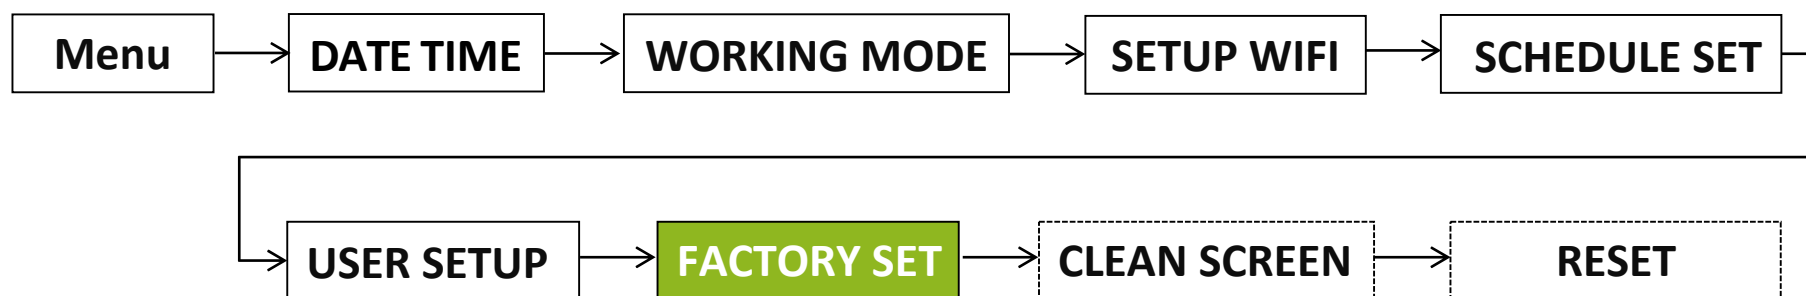 Menu DATE TIME WORKING MODE SETUP WIFI SCHEDULE SET
USER SETUP FACTORY SET CLEAN SCREEN RESET